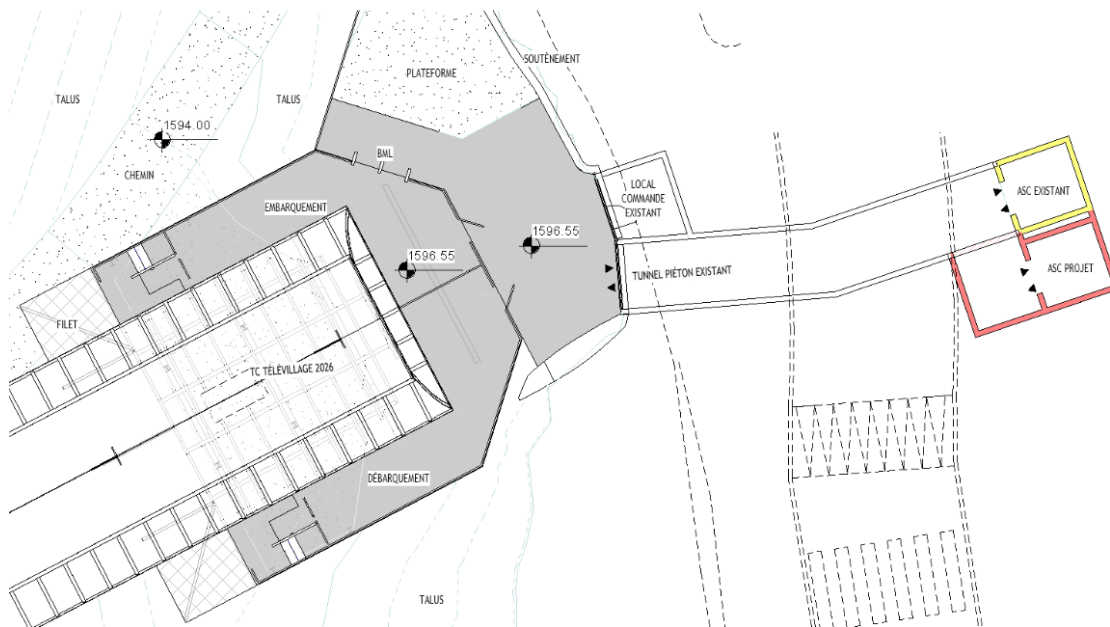 SOUTÈNEMENT
PLATEFORME
TALUS
TALUS
1594.00
BML
CHEMIN
LOCAL
COMMANDE
EXISTANT
ASC EXISTANT
EMBARQUEMENT
1596.55
1596.55
TUNNEL PIÉTON EXISTANT
ASC PROJET
FILET
TC TÉLÉVILLAGE 2026
DÉBARQUEMENT
TALUS